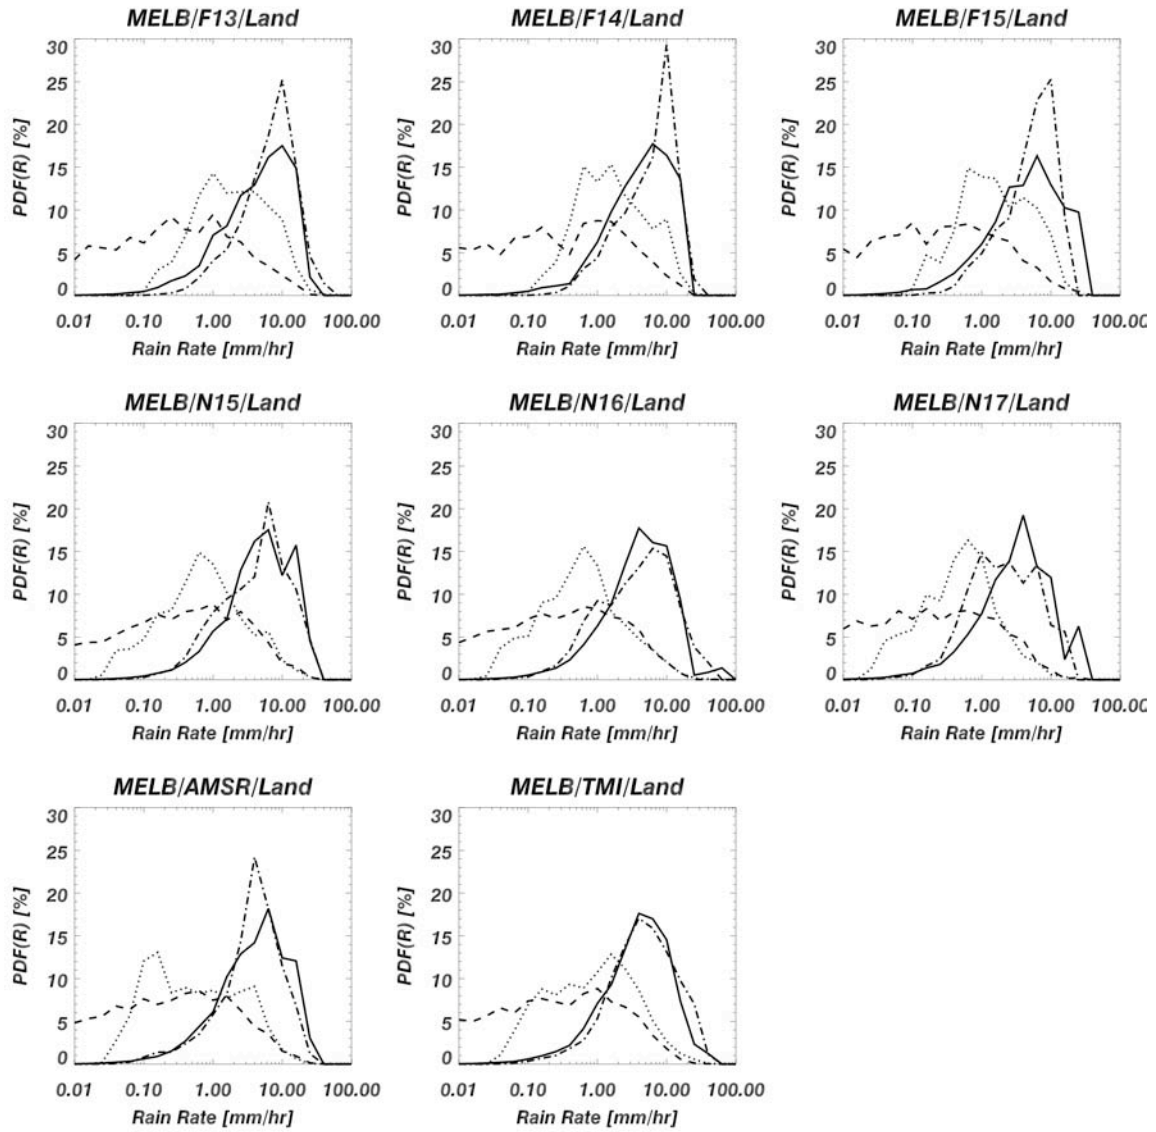 MELB/F13/Land MELB/F14/Land MELB/F15/Land
30 30 30
25 25 25
20 20 20
15 15 15
10 10 10
5 5 5
0 0 0
PDF(R) [%] PDF(R) [%] PDF(R) [%]
0.01 0.10 1.00 10.00 100.00 0.01 0.10 1.00 10.00 100.00 0.01 0.10 1.00 10.00 100.00
Rain Rate [mm/hr] Rain Rate [mm/hr] Rain Rate [mm/hr]
MELB/N15/Land MELB/N16/Land MELB/N17/Land
30 30 30
25 25 25
20 20 20
15 15 15
10 10 10
5 5 5
0 0 0
PDF(R) [%] PDF(R) [%] PDF(R) [%]
0.01 0.10 1.00 10.00 100.00 0.01 0.10 1.00 10.00 100.00 0.01 0.10 1.00 10.00 100.00
Rain Rate [mm/hr] Rain Rate [mm/hr] Rain Rate [mm/hr]
MELB/AMSR/Land MELB/TMI/Land
30 30
25 25
20 20
15 15
10 10
5 5
0 0
PDF(R) [%] PDF(R) [%]
0.01 0.10 1.00 10.00 100.00 0.01 0.10 1.00 10.00 100.00
Rain Rate [mm/hr] Rain Rate [mm/hr]